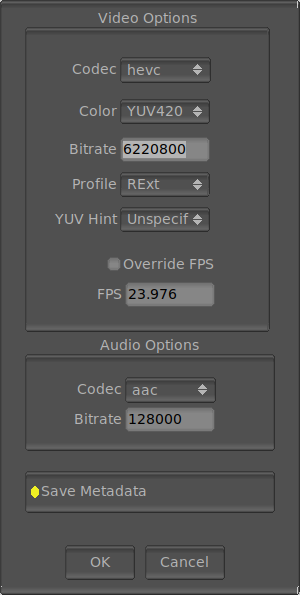 Video Options
Codec hevc
Color YUV420
Bitrate 6220800
Profile RExt
YUV Hint Unspecif
Override FPS
FPS 23.976
Audio Options
Codec aac
Bitrate 128000
Save Metadata
OK Cancel